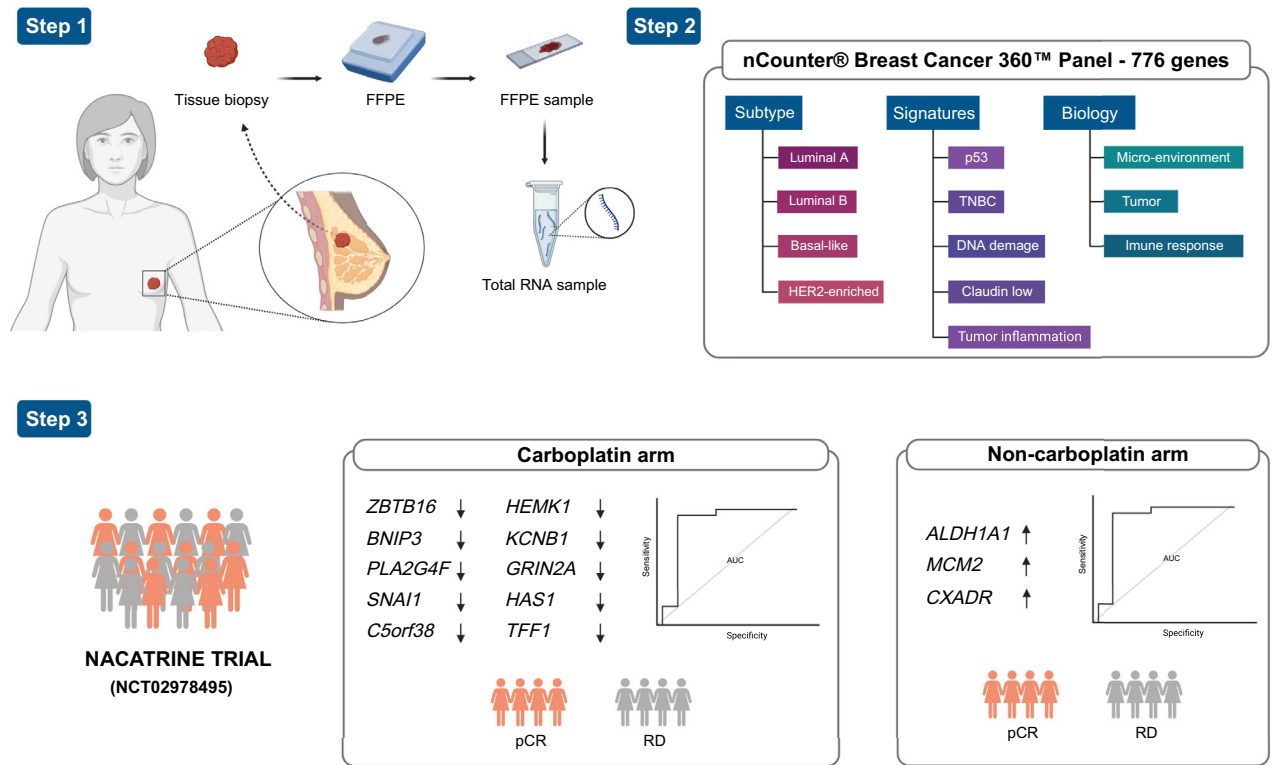 Step 1
Tissue biopsy
FFPE
FFPE sample
Total RNA sample
Step 2
nCounter® Breast Cancer 360™ Panel - 776 genes
Subtype
Luminal A
Luminal B
Basal-like
HER2-enriched
Signatures
p53
TNBC
DNA demage
Claudin low
Tumor inflammation
Biology
Micro-environment
Tumor
Imune response
Step 3
NACATRINE TRIAL
(NCT02978495)
Carboplatin arm
ZBTB16 ↓ HEMK1 ↓
BNIP3 ↓ KCNB1 ↓
PLA2G4F ↓ GRIN2A ↓
SNAI1 ↓ HAS1 ↓
C5orf38 ↓ TFF1 ↓
Sensitivity
AUC
Specificity
pCR
RD
Non-carboplatin arm
ALDH1A1 ↑
MCM2 ↑
CXADR ↑
Sensitivity
AUC
Specificity
pCR
RD